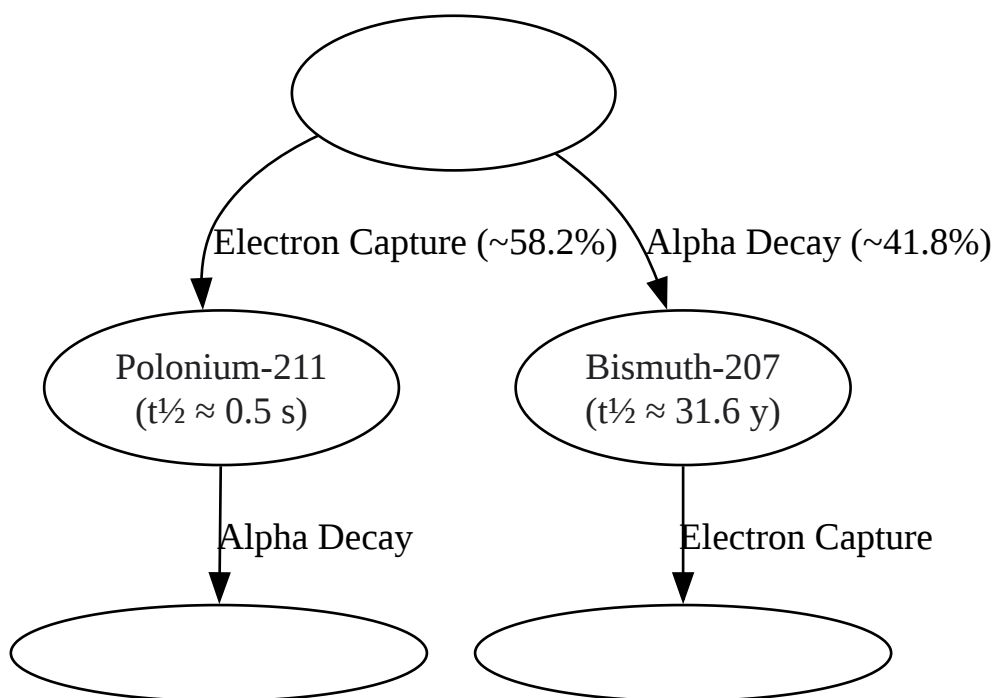 Electron Capture (~58.2%)
Alpha Decay (~41.8%)
Polonium-211
(t½ ≈ 0.5 s)
Bismuth-207
(t½ ≈ 31.6 y)
Alpha Decay
Electron Capture